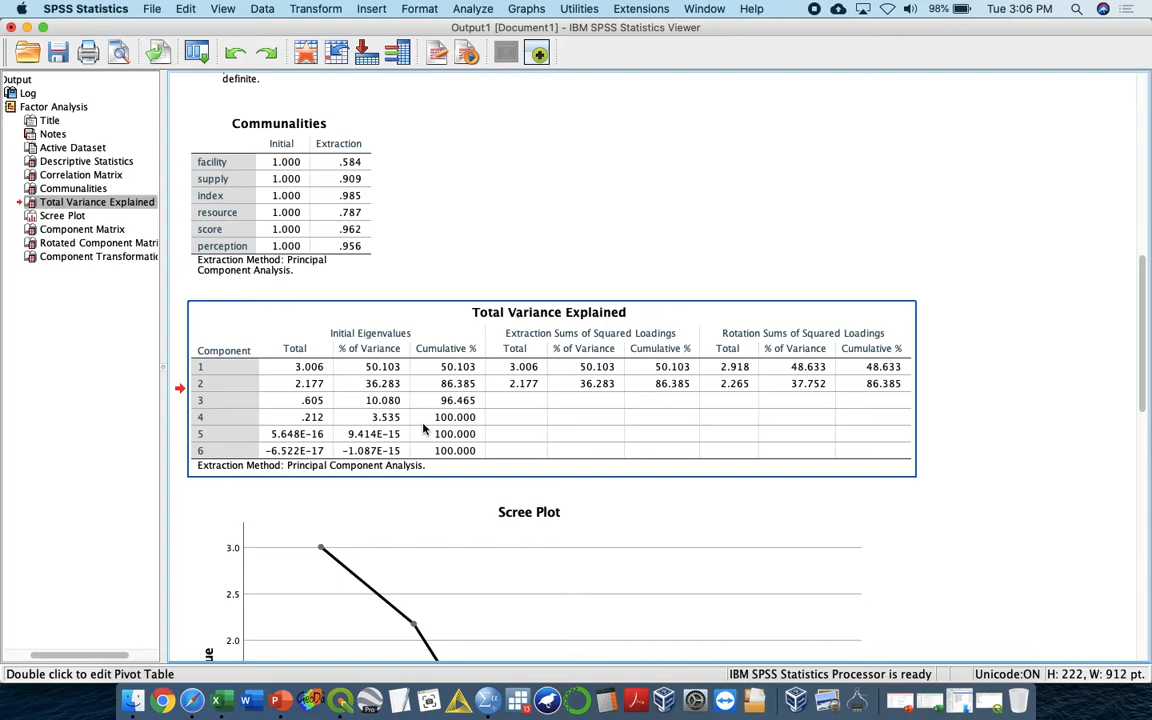 SPSS Statistics File Edit View Data Transform Insert Format Analyze Graphs Utilities Extensions Window Help 98% Tue 3:06 PM
Output1 [Document1] - IBM SPSS Statistics Viewer
Output
Log
Factor Analysis
Title
Notes
Active Dataset
Descriptive Statistics
Correlation Matrix
Communalities
Total Variance Explained
Scree Plot
Component Matrix
Rotated Component Matri
Component Transformatio
definite.
Communalities
Initial Extraction
facility 1.000 .584
supply 1.000 .909
index 1.000 .985
resource 1.000 .787
score 1.000 .962
perception 1.000 .956
Extraction Method: Principal
Component Analysis.
Total Variance Explained
Initial Eigenvalues Extraction Sums of Squared Loadings Rotation Sums of Squared Loadings
Component Total % of Variance Cumulative % Total % of Variance Cumulative % Total % of Variance Cumulative %
1 3.006 50.103 50.103 3.006 50.103 50.103 2.918 48.633 48.633
2 2.177 36.283 86.385 2.177 36.283 86.385 2.265 37.752 86.385
3 .605 10.080 96.465
4 .212 3.535 100.000
5 5.648E-16 9.414E-15 100.000
6 -6.522E-17 -1.087E-15 100.000
Extraction Method: Principal Component Analysis.
Scree Plot
3.0
2.5
2.0
ue
Double click to edit Pivot Table IBM SPSS Statistics Processor is ready Unicode:ON H: 222, W: 912 pt.